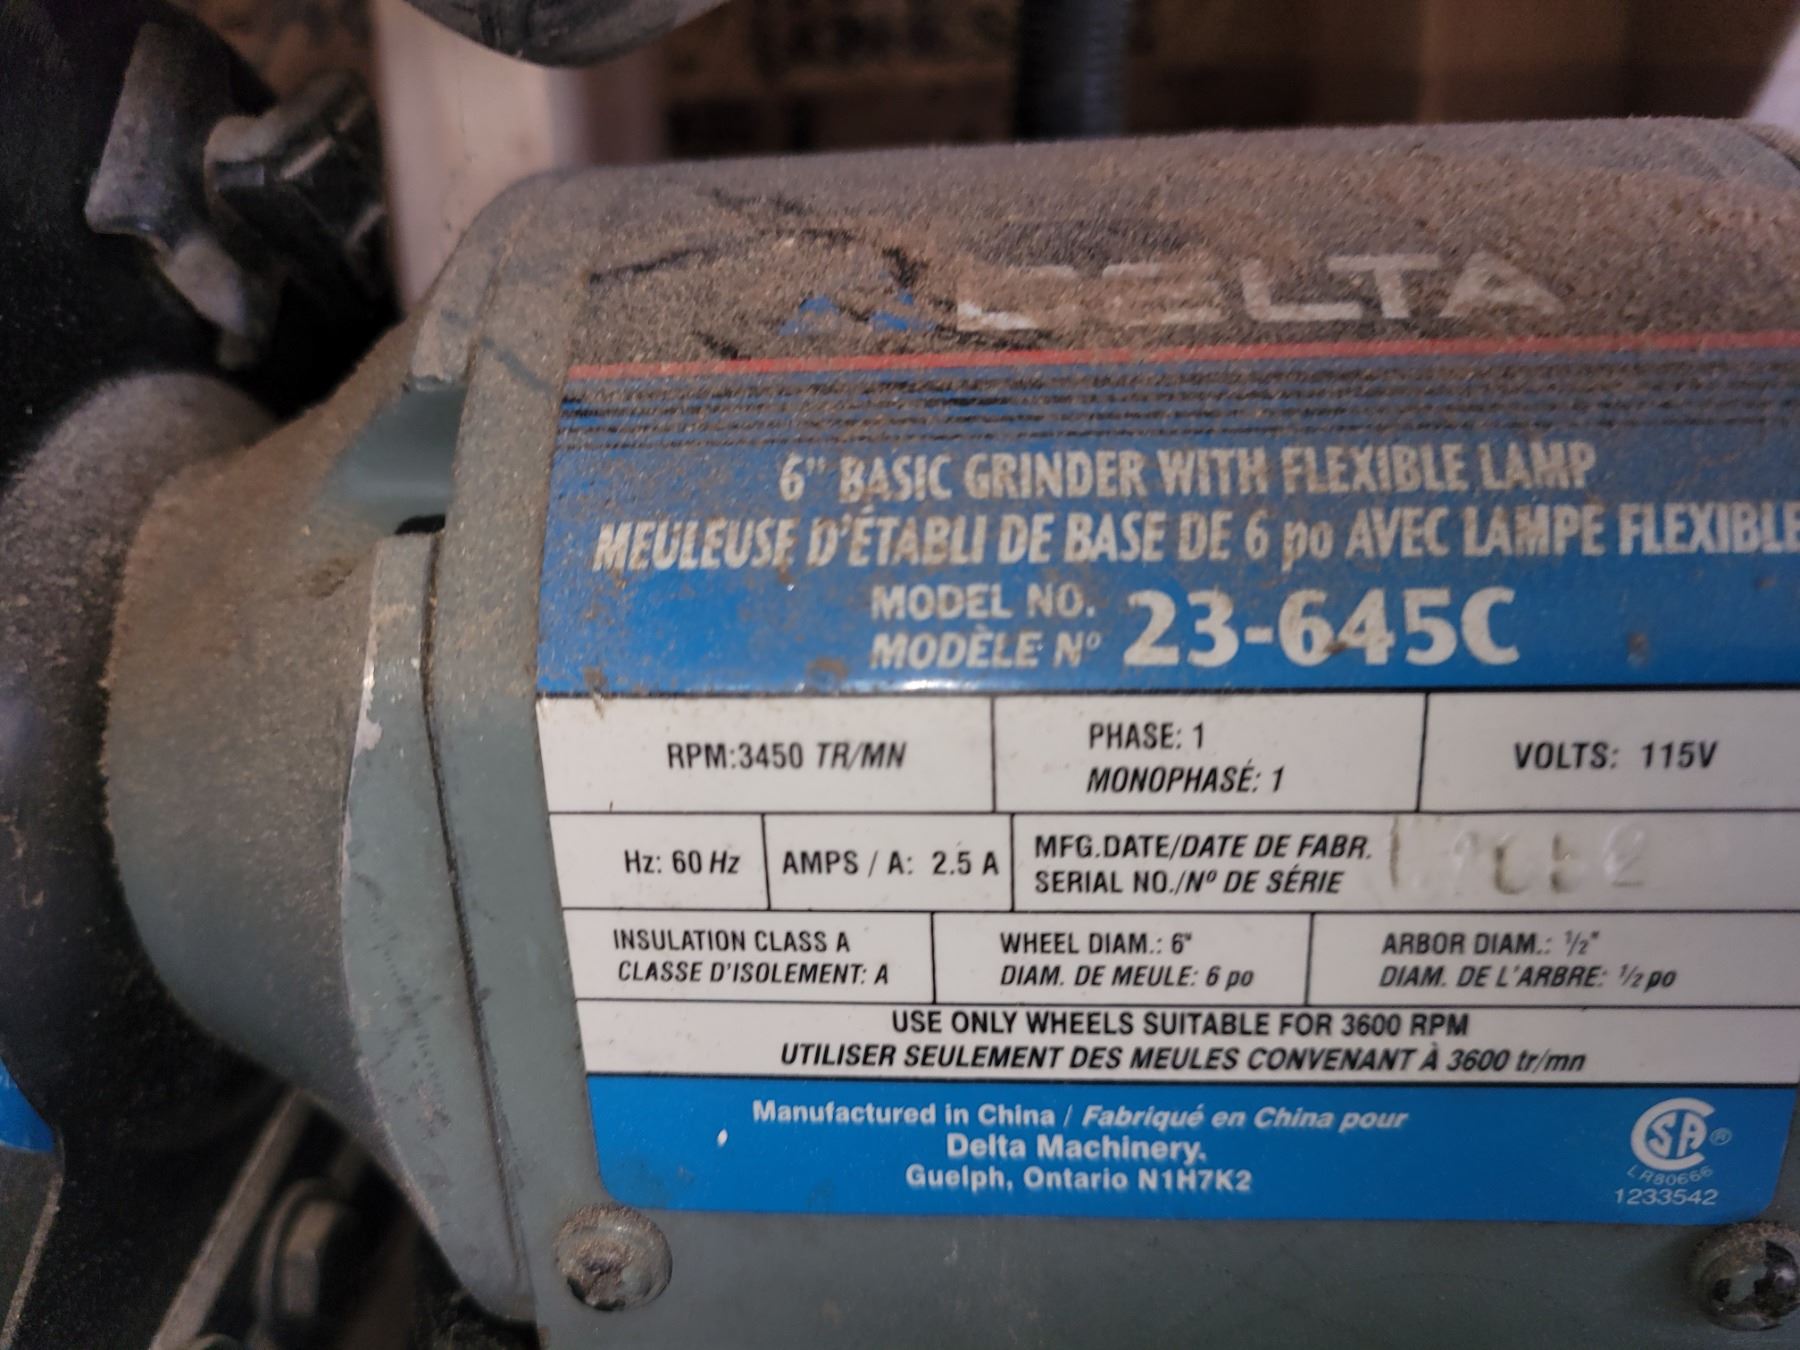 DELTA
6" BASIC GRINDER WITH FLEXIBLE LAMP
MEULEUSE D'ÉTABLI DE BASE DE 6 po AVEC LAMPE FLEXIBLE
MODEL NO.
MODÈLE Nº 23-645C
RPM:3450 TR/MN
PHASE: 1
MONOPHASÉ: 1
VOLTS: 115V
Hz: 60 Hz
AMPS / A: 2.5 A
MFG.DATE/DATE DE FABR.
SERIAL NO./Nº DE SÉRIE
INSULATION CLASS A
CLASSE D'ISOLEMENT: A
WHEEL DIAM.: 6"
DIAM. DE MEULE: 6 po
ARBOR DIAM.: 1/2"
DIAM. DE L'ARBRE: 1/2 po
USE ONLY WHEELS SUITABLE FOR 3600 RPM
UTILISER SEULEMENT DES MEULES CONVENANT À 3600 tr/mn
Manufactured in China / Fabriqué en China pour
Delta Machinery.
Guelph, Ontario N1H7K2
SA ®
LR80666
1233542